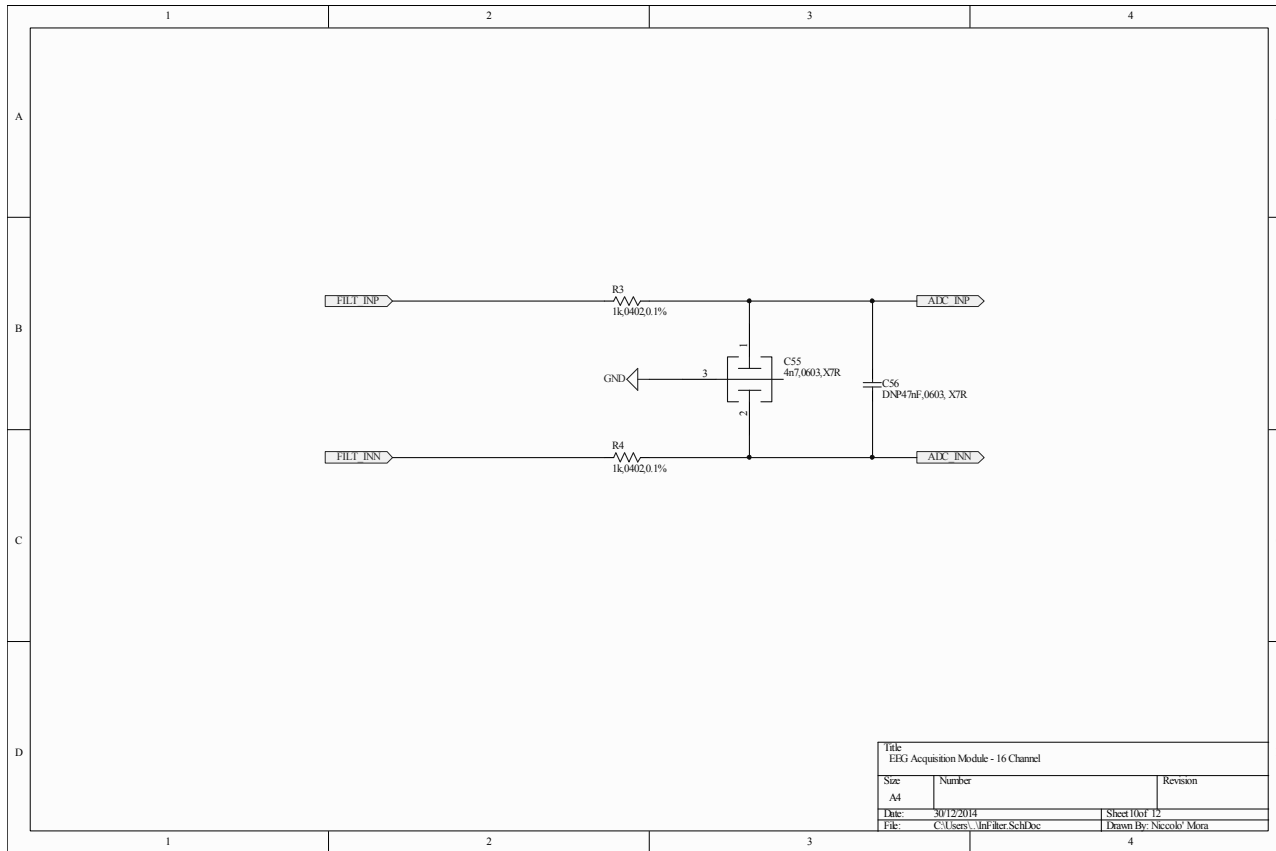 1 2 3 4
A
B
C
D
FILT_INP
R3
1k,0402,0.1%
ADC_INP
1
C55
4n7,0603,X7R
GND
3
C56
DNP47nF,0603, X7R
2
FILT_INN
R4
1k,0402,0.1%
ADC_INN
Title
EEG Acquisition Module - 16 Channel
Size Number Revision
A4
Date: 30/12/2014 Sheet10of 12
File: C:\Users\..\InFilter.SchDoc Drawn By: Niccolo' Mora
1 2 3 4